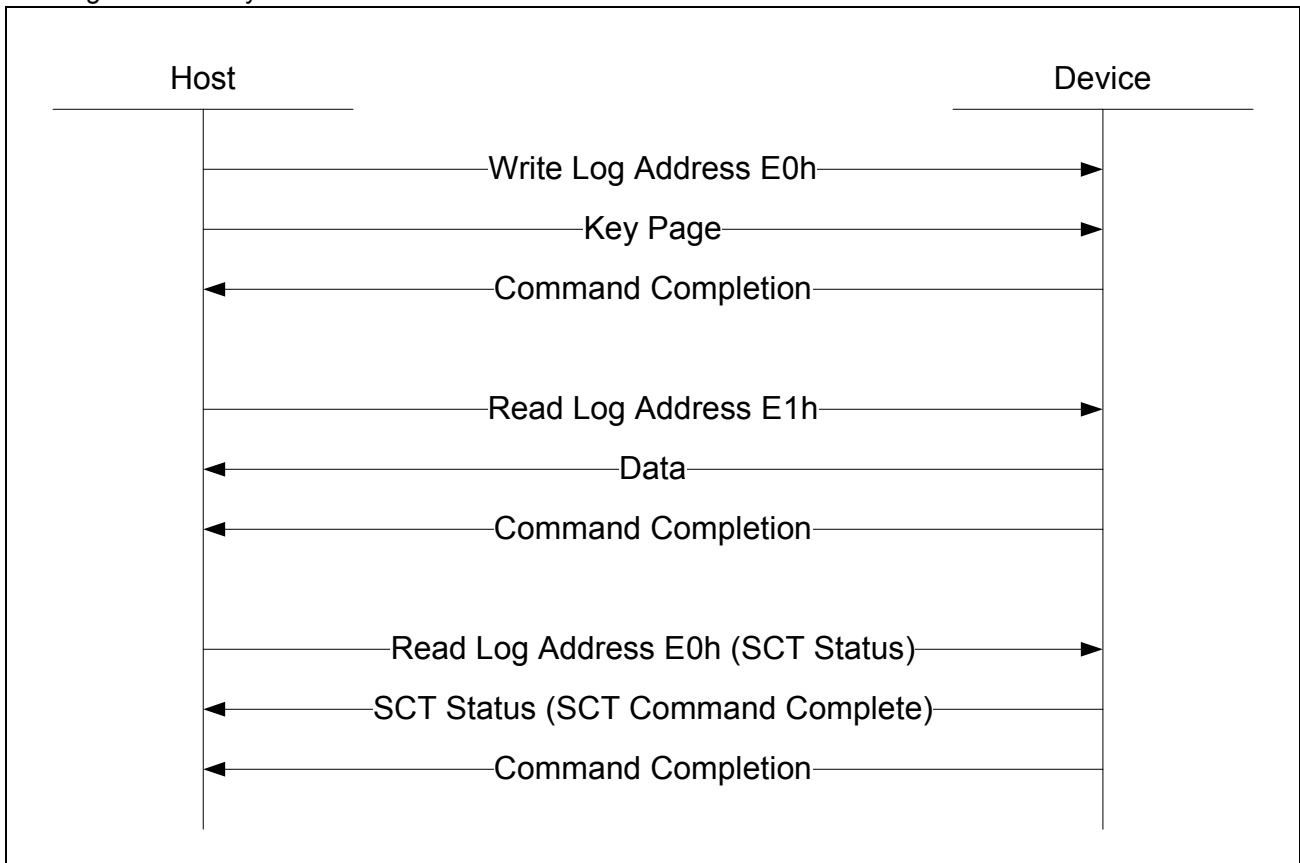 Host Device
Write Log Address E0h
Key Page
Command Completion
Read Log Address E1h
Data
Command Completion
Read Log Address E0h (SCT Status)
SCT Status (SCT Command Complete)
Command Completion